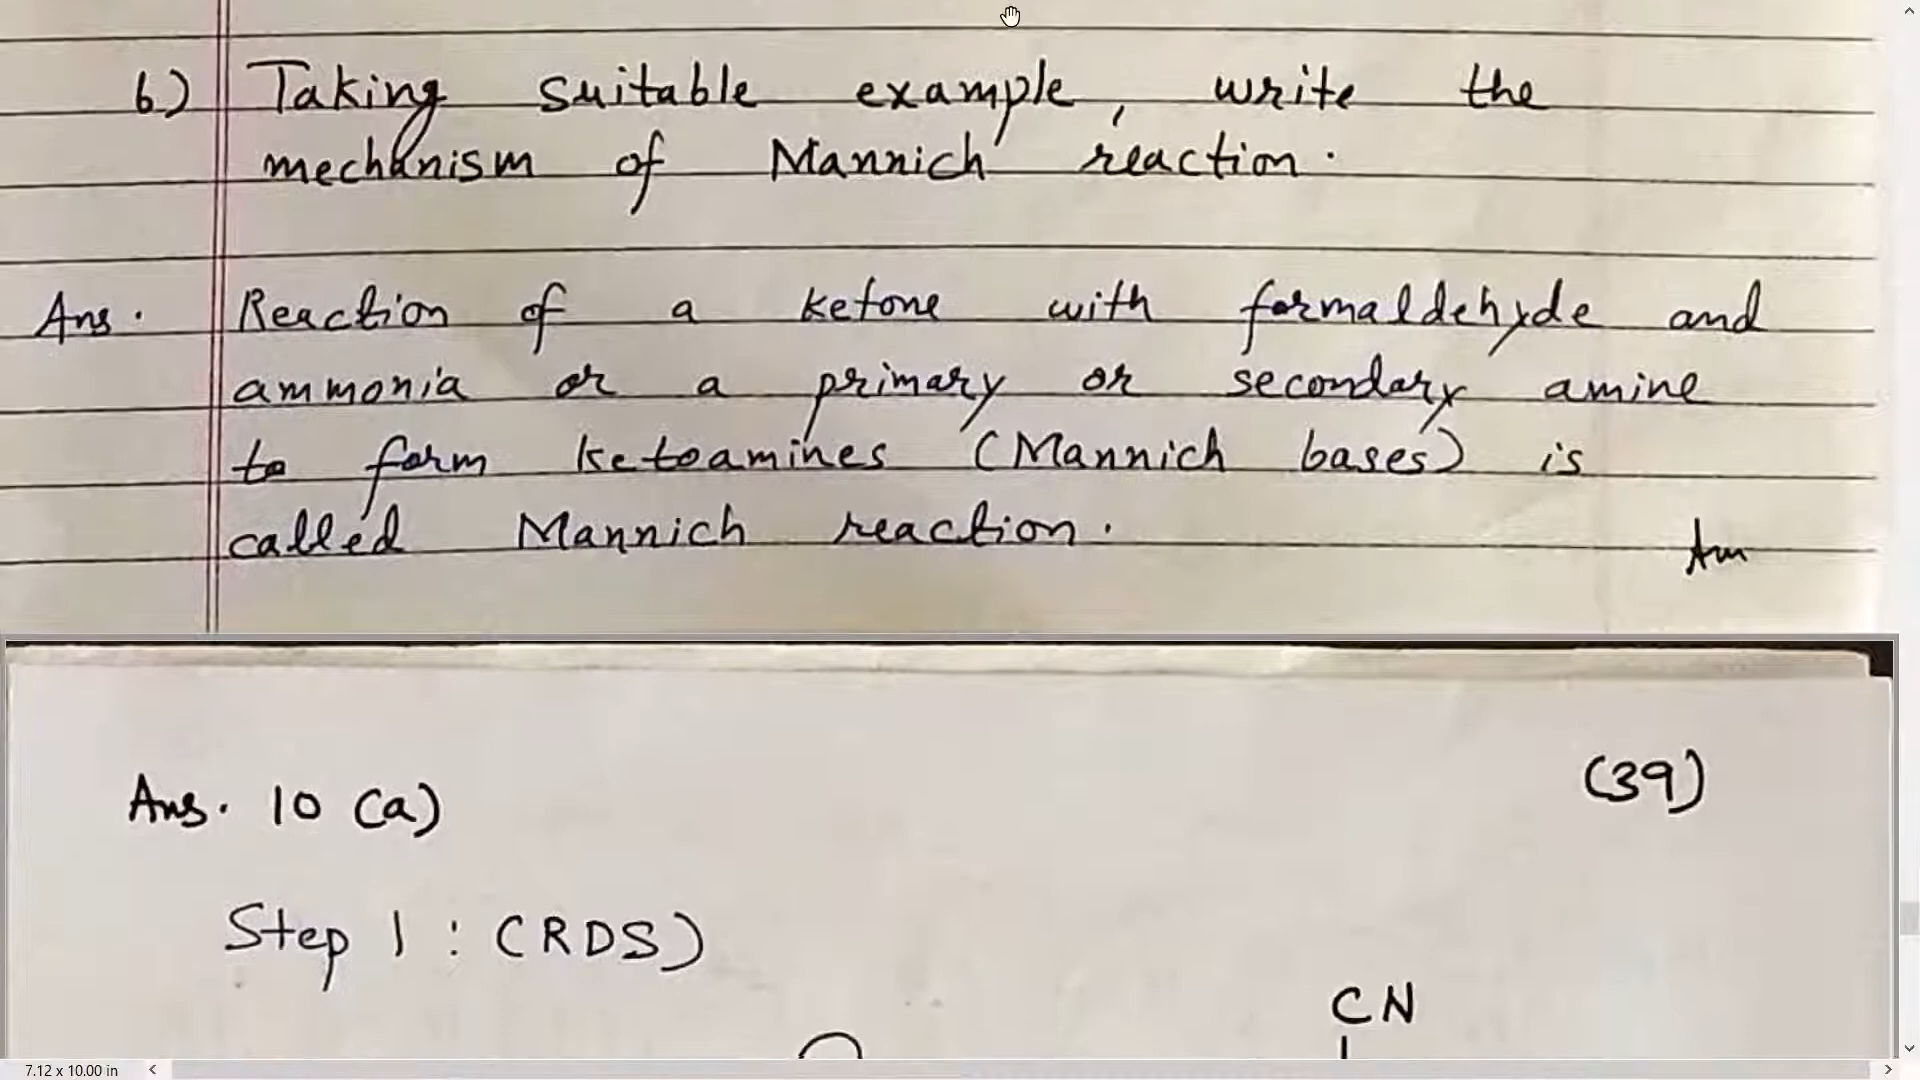 6.) Taking suitable example, write the
mechanism of Mannich reaction.
Ans. Reaction of a ketone with formaldehyde and
ammonia or a primary or secondary amine
to form ketoamines (Mannich bases) is
called Mannich reaction.
(39)
Ans. 10 (a)
Step 1 : (RDS)
CN
7.12 x 10.00 in